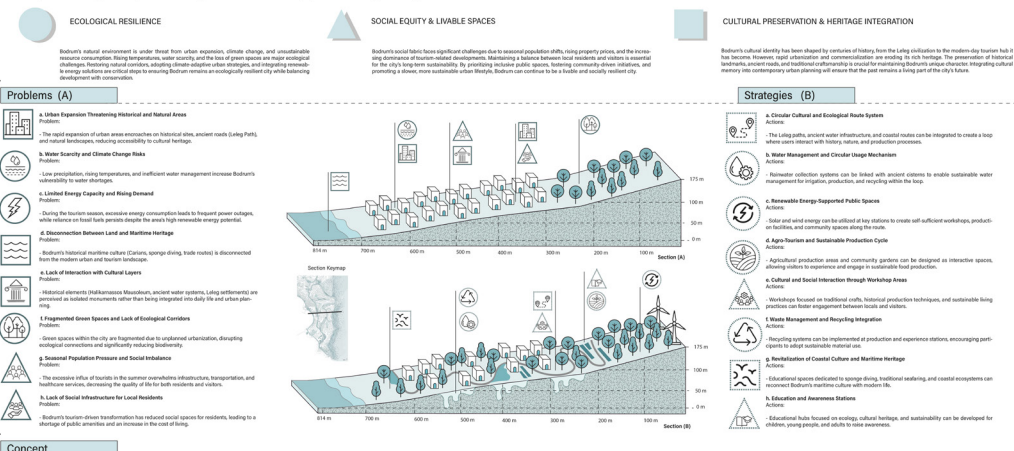 ECOLOGICAL RESILIENCE
Bodrum's natural environment is under threat from urban expansion, climate change, and unsustainable
resource consumption. Rising temperatures, water scarcity, and the loss of green spaces are major ecological
challenges. Restoring natural corridors, adopting climate-adaptive urban strategies, and integrating renewab-
le energy solutions are critical steps to ensuring Bodrum remains an ecologically resilient city while balancing
development with conservation.
SOCIAL EQUITY & LIVABLE SPACES
Bodrum's social fabric faces significant challenges due to seasonal population shifts, rising property prices, and the increa-
sing dominance of tourism-related developments. Maintaining a balance between local residents and visitors is essential
for the city's long-term sustainability. By prioritizing inclusive public spaces, fostering community-driven initiatives, and
promoting a slower, more sustainable urban lifestyle, Bodrum can continue to be a livable and socially resilient city.
CULTURAL PRESERVATION & HERITAGE INTEGRATION
Bodrum's cultural identity has been shaped by centuries of history, from the Leleg civilization to the modern-day tourism hub it
has become. However, rapid urbanization and commercialization are eroding its rich heritage. The preservation of historical
landmarks, ancient roads, and traditional craftsmanship is crucial for maintaining Bodrum's unique character. Integrating cultural
memory into contemporary urban planning will ensure that the past remains a living part of the city's future.
Problems (A)
a. Urban Expansion Threatening Historical and Natural Areas
Problem:
- The rapid expansion of urban areas encroaches on historical sites, ancient roads (Leleg Path),
and natural landscapes, reducing accessibility to cultural heritage.
b. Water Scarcity and Climate Change Risks
Problem:
- Low precipitation, rising temperatures, and inefficient water management increase Bodrum's
vulnerability to water shortages.
c. Limited Energy Capacity and Rising Demand
Problem:
- During the tourism season, excessive energy consumption leads to frequent power outages,
while reliance on fossil fuels persists despite the area's high renewable energy potential.
d. Disconnection Between Land and Maritime Heritage
Problem:
- Bodrum's historical maritime culture (Carians, sponge diving, trade routes) is disconnected
from the modern urban and tourism landscape.
e. Lack of Interaction with Cultural Layers
Problem:
- Historical elements (Halikarnassos Mausoleum, ancient water systems, Leleg settlements) are
perceived as isolated monuments rather than being integrated into daily life and urban plan-
ning.
f. Fragmented Green Spaces and Lack of Ecological Corridors
Problem:
- Green spaces within the city are fragmented due to unplanned urbanization, disrupting
ecological connections and significantly reducing biodiversity.
g. Seasonal Population Pressure and Social Imbalance
Problem:
- The excessive influx of tourists in the summer overwhelms infrastructure, transportation, and
healthcare services, decreasing the quality of life for both residents and visitors.
h. Lack of Social Infrastructure for Local Residents
Problem:
- Bodrum's tourism-driven transformation has reduced social spaces for residents, leading to a
shortage of public amenities and an increase in the cost of living.
175 m
100 m
50 m
0 m
814 m 700 m 600 m 500 m 400 m 300 m 200 m 100 m
Section (A)
Section Keymap
175 m
100 m
50 m
0 m
814 m 700 m 600 m 500 m 400 m 300 m 200 m 100 m
Section (B)
Strategies (B)
a. Circular Cultural and Ecological Route System
Actions:
- The Leleg paths, ancient water infrastructure, and coastal routes can be integrated to create a loop
where users interact with history, nature, and production processes.
b. Water Management and Circular Usage Mechanism
Actions:
- Rainwater collection systems can be linked with ancient cisterns to enable sustainable water
management for irrigation, production, and recycling within the loop.
c. Renewable Energy-Supported Public Spaces
Actions:
- Solar and wind energy can be utilized at key stations to create self-sufficient workshops, producti-
on facilities, and community spaces along the route.
d. Agro-Tourism and Sustainable Production Cycle
Actions:
- Agricultural production areas and community gardens can be designed as interactive spaces,
allowing visitors to experience and engage in sustainable food production.
e. Cultural and Social Interaction through Workshop Areas
Actions:
- Workshops focused on traditional crafts, historical production techniques, and sustainable living
practices can foster engagement between locals and visitors.
f. Waste Management and Recycling Integration
Actions:
- Recycling systems can be implemented at production and experience stations, encouraging parti-
cipants to adopt sustainable material use.
g. Revitalization of Coastal Culture and Maritime Heritage
Actions:
- Educational spaces dedicated to sponge diving, traditional seafaring, and coastal ecosystems can
reconnect Bodrum's maritime culture with modern life.
h. Education and Awareness Stations
Actions:
- Educational hubs focused on ecology, cultural heritage, and sustainability can be developed for
children, young people, and adults to raise awareness.
Concept